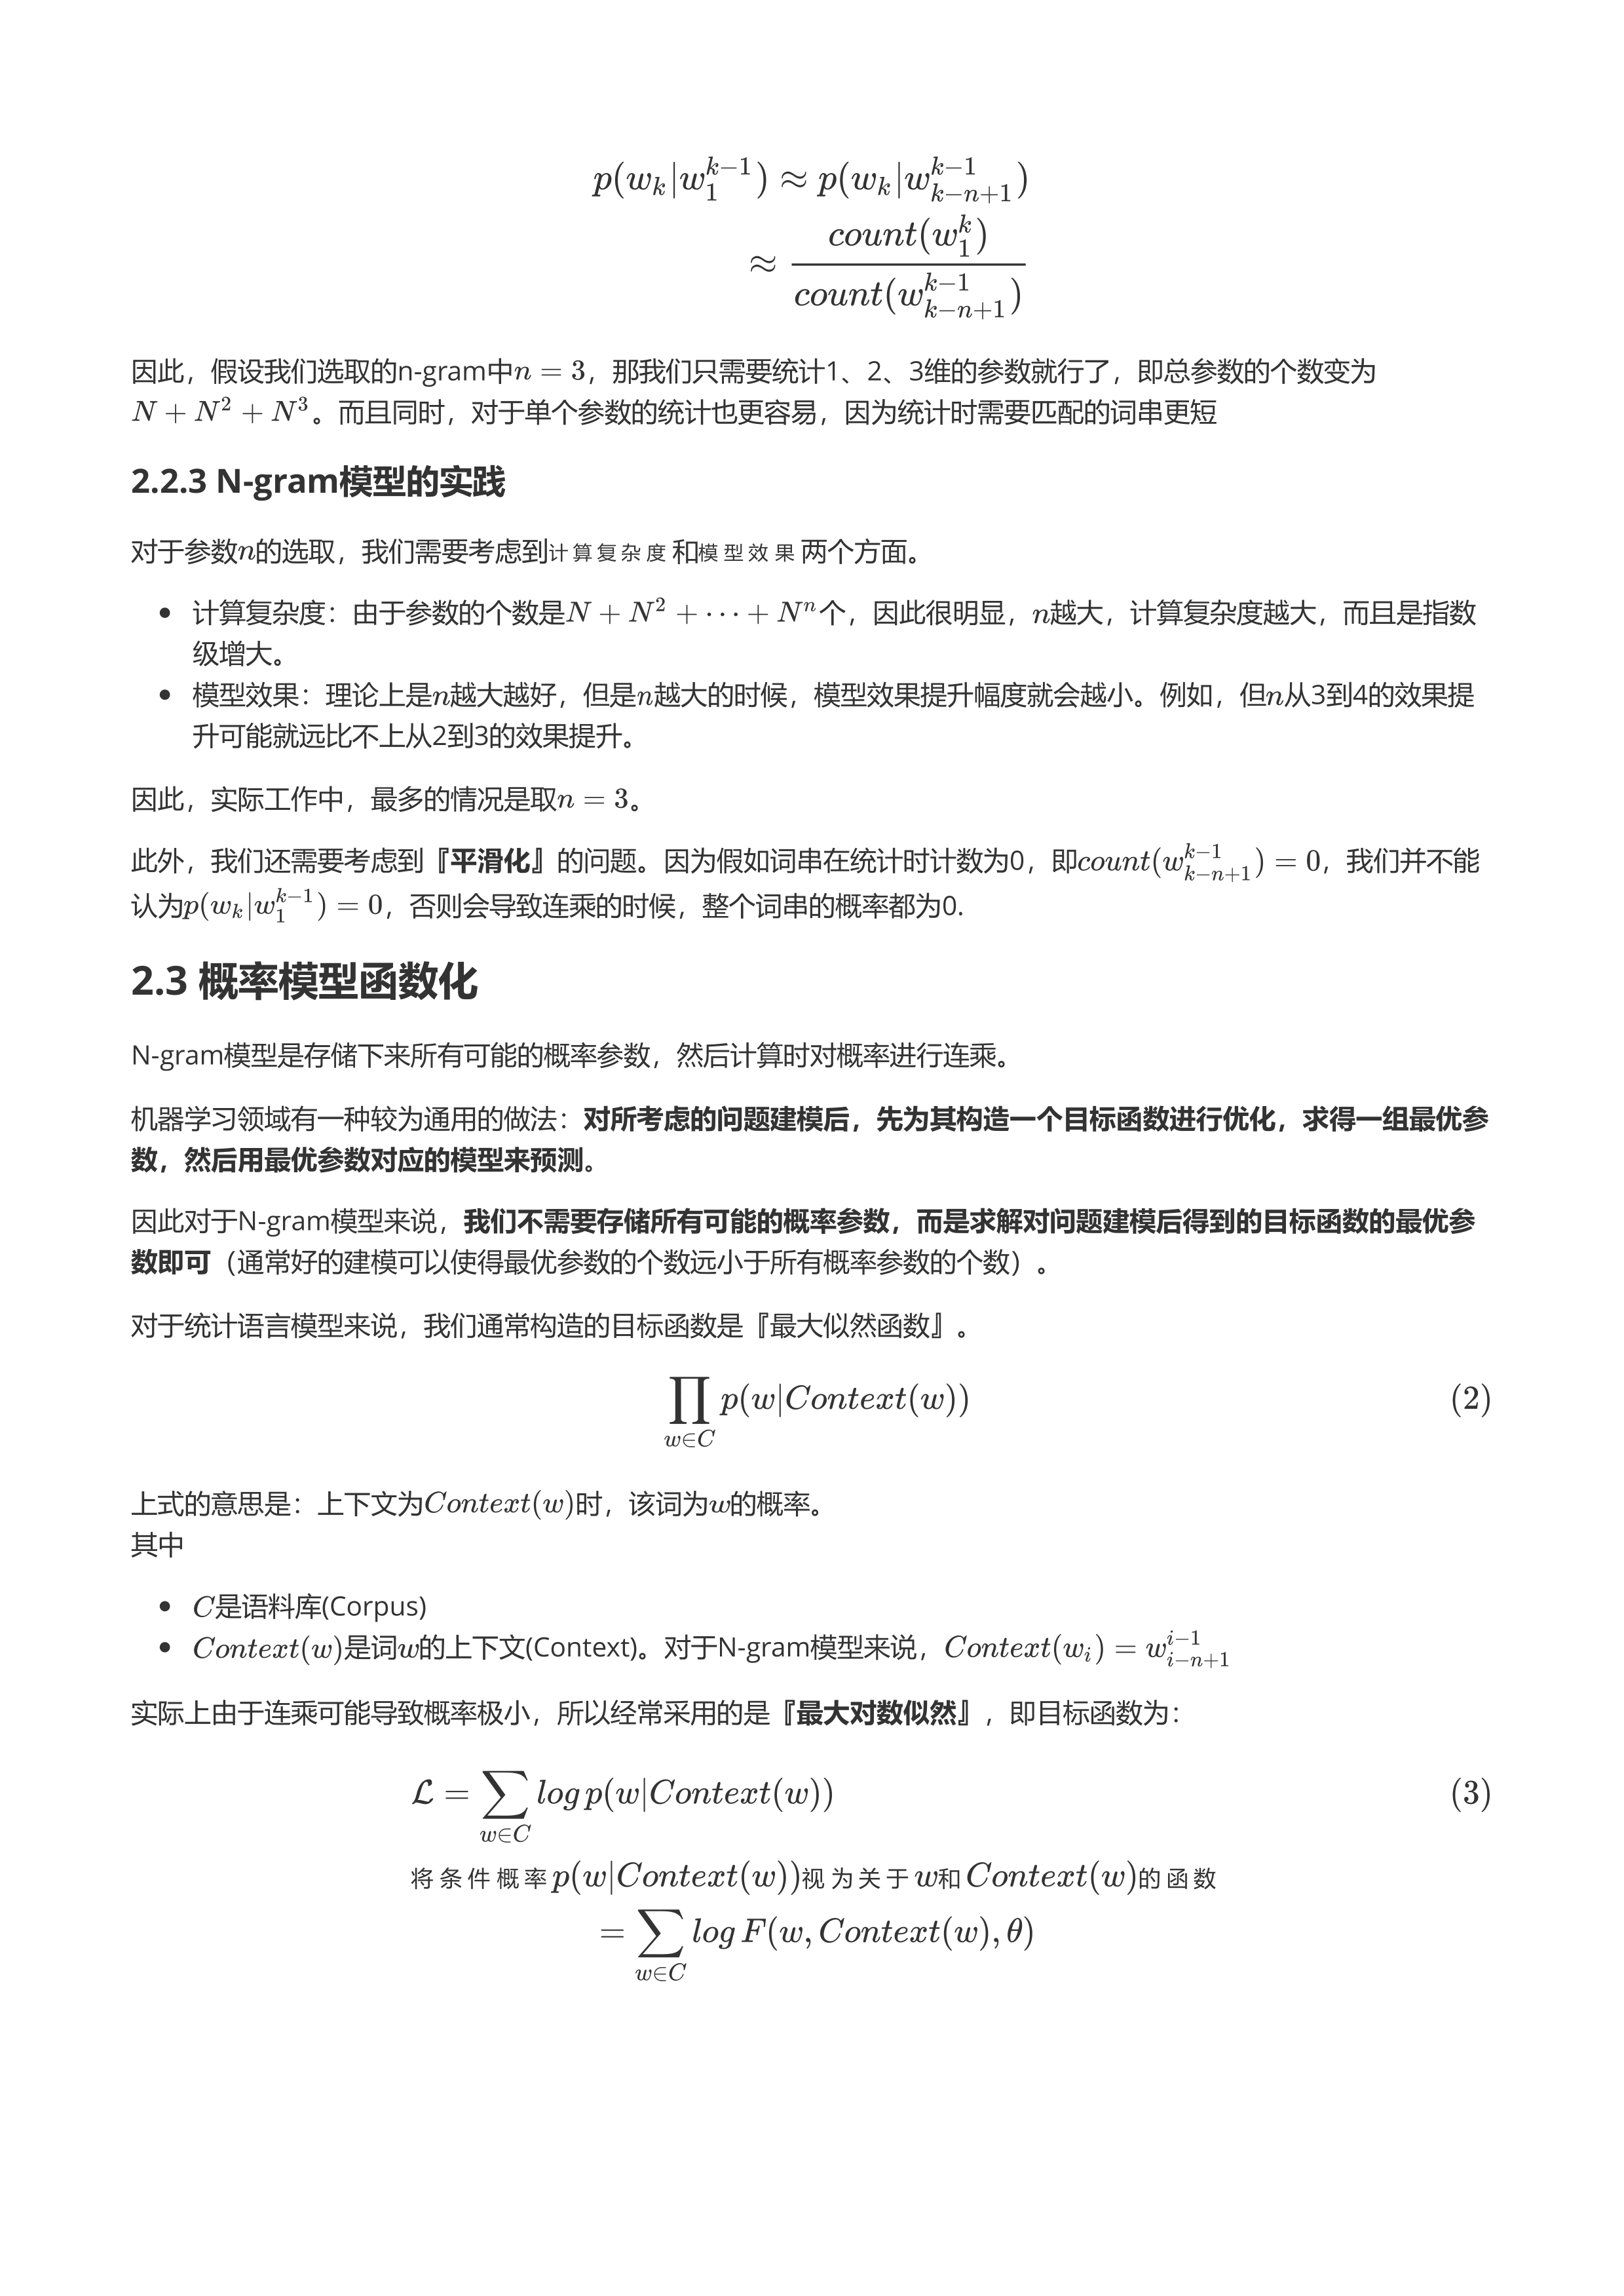 $p(w_k|w_1^{k-1}) \approx p(w_k|w_{k-n+1}^{k-1})$
$\approx \frac{count(w_1^k)}{count(w_{k-n+1}^{k-1})}$
因此，假设我们选取的n-gram中$n = 3$，那我们只需要统计1、2、3维的参数就行了，即总参数的个数变为
$N + N^2 + N^3$。而且同时，对于单个参数的统计也更容易，因为统计时需要匹配的词串更短
2.2.3 N-gram模型的实践
对于参数$n$的选取，我们需要考虑到计算复杂度和模型效果两个方面。
• 计算复杂度：由于参数的个数是$N + N^2 + \cdots + N^n$个，因此很明显，$n$越大，计算复杂度越大，而且是指数
级增大。
• 模型效果：理论上是$n$越大越好，但是$n$越大的时候，模型效果提升幅度就会越小。例如，但$n$从3到4的效果提
升可能就远比不上从2到3的效果提升。
因此，实际工作中，最多的情况是取$n = 3$。
此外，我们还需要考虑到『平滑化』的问题。因为假如词串在统计时计数为0，即$count(w_{k-n+1}^{k-1}) = 0$，我们并不能
认为$p(w_k|w_1^{k-1}) = 0$，否则会导致连乘的时候，整个词串的概率都为0.
2.3 概率模型函数化
N-gram模型是存储下来所有可能的概率参数，然后计算时对概率进行连乘。
机器学习领域有一种较为通用的做法：对所考虑的问题建模后，先为其构造一个目标函数进行优化，求得一组最优参
数，然后用最优参数对应的模型来预测。
因此对于N-gram模型来说，我们不需要存储所有可能的概率参数，而是求解对问题建模后得到的目标函数的最优参
数即可（通常好的建模可以使得最优参数的个数远小于所有概率参数的个数）。
对于统计语言模型来说，我们通常构造的目标函数是『最大似然函数』。
$\prod_{w \in C} p(w|Context(w))$ (2)
上式的意思是：上下文为$Context(w)$时，该词为$w$的概率。
其中
• $C$是语料库(Corpus)
• $Context(w)$是词$w$的上下文(Context)。对于N-gram模型来说，$Context(w_i) = w_{i-n+1}^{i-1}$
实际上由于连乘可能导致概率极小，所以经常采用的是『最大对数似然』，即目标函数为：
$\mathcal{L} = \sum_{w \in C} log\, p(w|Context(w))$ (3)
将条件概率$p(w|Context(w))$视为关于$w$和$Context(w)$的函数
$= \sum_{w \in C} log\, F(w, Context(w), \theta)$